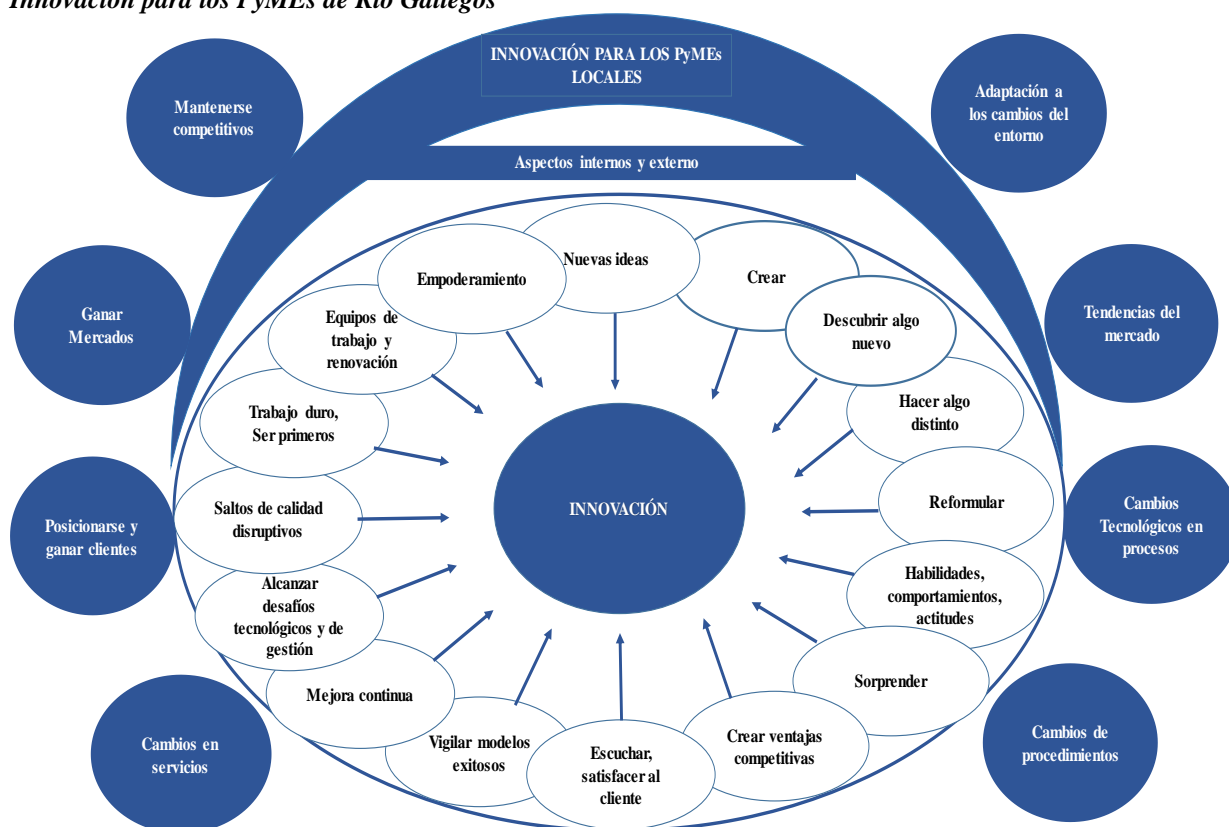 Innovación para los PyMEs de Río Gallegos
INNOVACIÓN PARA LOS PyMEs
LOCALES
Aspectos internos y externo
Mantenerse
competitivos
Adaptación a
los cambios del
entorno
Ganar
Mercados
Tendencias del
mercado
Posicionarse y
ganar clientes
Cambios
Tecnológicos en
procesos
Cambios en
servicios
Cambios de
procedimientos
Nuevas ideas
Crear
Descubrir algo
nuevo
Hacer algo
distinto
Reformular
Habilidades,
comportamientos,
actitudes
Sorprender
Crear ventajas
competitivas
Escuchar,
satisfacer al
cliente
Vigilar modelos
exitosos
Mejora continua
Alcanzar
desafíos
tecnológicos y de
gestión
Saltos de calidad
disruptivos
Trabajo duro,
Ser primeros
Equipos de
trabajo y
renovación
Empoderamiento
INNOVACIÓN